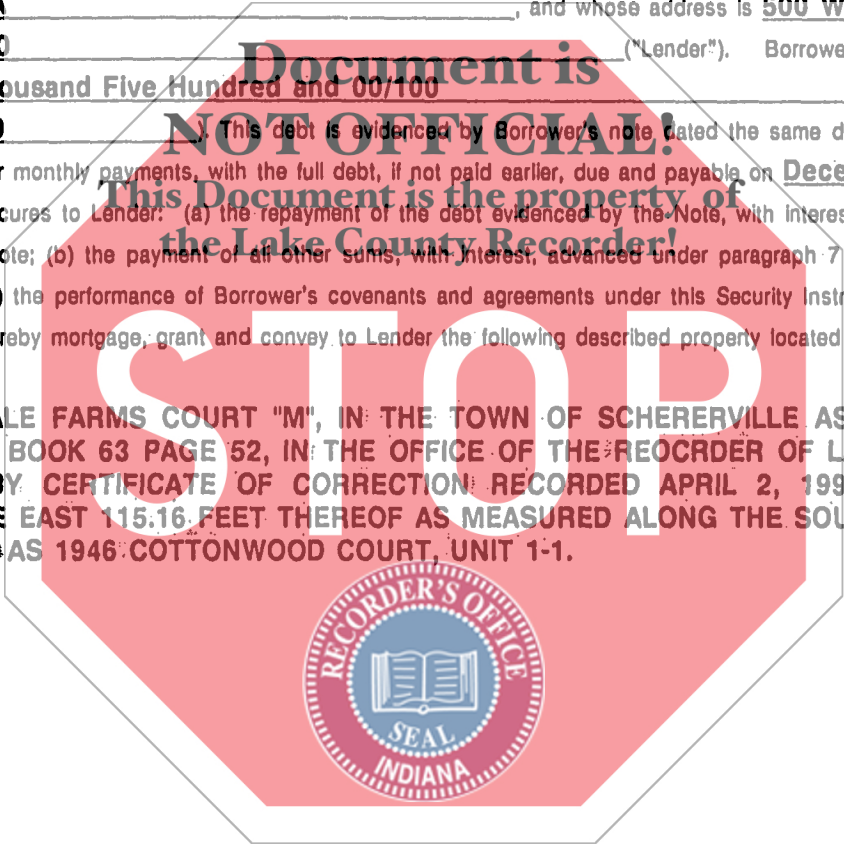 , and whose address is 500 W
("Lender"). Borrowe
Document is
ousand Five Hundred and 00/100
NOT OFFICIAL!
). This debt is evidenced by Borrower's note dated the same d
r monthly payments, with the full debt, if not paid earlier, due and payable on Dece
This Document is the property of
cures to Lender: (a) the repayment of the debt evidenced by the Note, with interes
the Lake County Recorder!
ote; (b) the payment of all other sums, with interest, advanced under paragraph 7
) the performance of Borrower's covenants and agreements under this Security Instr
reby mortgage, grant and convey to Lender the following described property located
STOP
LE FARMS COURT "M", IN THE TOWN OF SCHERERVILLE AS
BOOK 63 PAGE 52, IN THE OFFICE OF THE REOCRDER OF L
Y CERTIFICATE OF CORRECTION RECORDED APRIL 2, 199
E EAST 115.16 FEET THEREOF AS MEASURED ALONG THE SOU
AS 1946 COTTONWOOD COURT, UNIT 1-1.
RECORDER'S OFFICE
SEAL
INDIANA